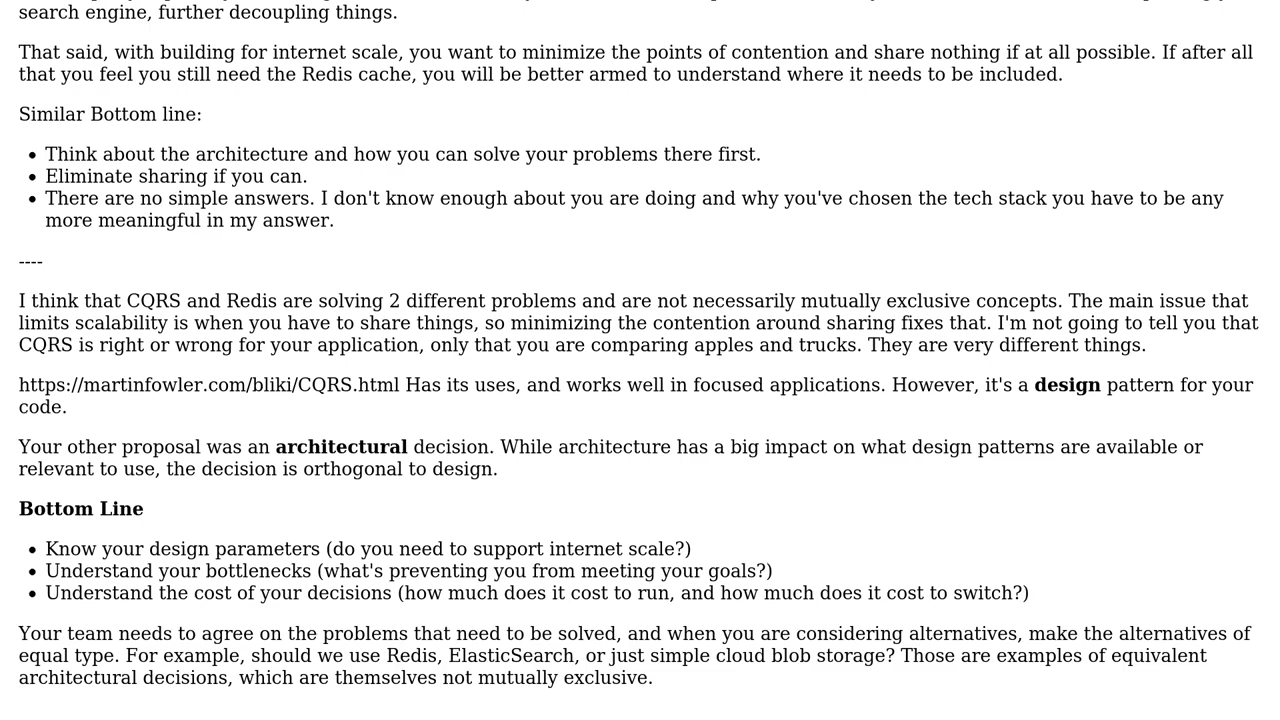 search engine, further decoupling things.
That said, with building for internet scale, you want to minimize the points of contention and share nothing if at all possible. If after all
that you feel you still need the Redis cache, you will be better armed to understand where it needs to be included.
Similar Bottom line:
• Think about the architecture and how you can solve your problems there first.
• Eliminate sharing if you can.
• There are no simple answers. I don't know enough about you are doing and why you've chosen the tech stack you have to be any
more meaningful in my answer.
----
I think that CQRS and Redis are solving 2 different problems and are not necessarily mutually exclusive concepts. The main issue that
limits scalability is when you have to share things, so minimizing the contention around sharing fixes that. I'm not going to tell you that
CQRS is right or wrong for your application, only that you are comparing apples and trucks. They are very different things.
https://martinfowler.com/bliki/CQRS.html Has its uses, and works well in focused applications. However, it's a design pattern for your
code.
Your other proposal was an architectural decision. While architecture has a big impact on what design patterns are available or
relevant to use, the decision is orthogonal to design.
Bottom Line
• Know your design parameters (do you need to support internet scale?)
• Understand your bottlenecks (what's preventing you from meeting your goals?)
• Understand the cost of your decisions (how much does it cost to run, and how much does it cost to switch?)
Your team needs to agree on the problems that need to be solved, and when you are considering alternatives, make the alternatives of
equal type. For example, should we use Redis, ElasticSearch, or just simple cloud blob storage? Those are examples of equivalent
architectural decisions, which are themselves not mutually exclusive.